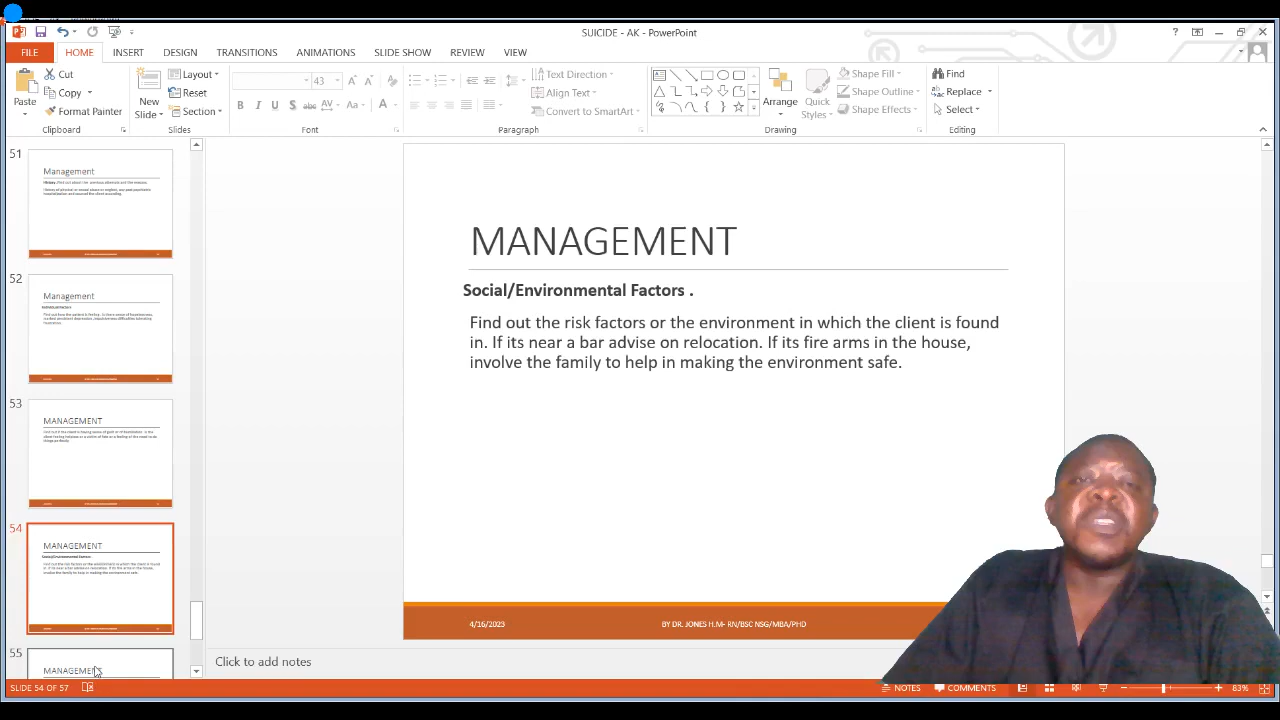 SUICIDE - AK - PowerPoint
FILE
HOME
INSERT
DESIGN
TRANSITIONS
ANIMATIONS
SLIDE SHOW
REVIEW
VIEW
Paste
Cut
Copy
Format Painter
Clipboard
New Slide
Layout
Reset
Section
Slides
43
Font
Text Direction
Align Text
Convert to SmartArt
Paragraph
Arrange
Quick Styles
Shape Fill
Shape Outline
Shape Effects
Drawing
Find
Replace
Select
Editing
51
Management
52
Management
53
MANAGEMENT
54
MANAGEMENT
55
MANAGEMENT
MANAGEMENT
Social/Environmental Factors .
Find out the risk factors or the environment in which the client is found
in. If its near a bar advise on relocation. If its fire arms in the house,
involve the family to help in making the environment safe.
4/16/2023
BY DR. JONES H.M- RN/BSC NSG/MBA/PHD
Click to add notes
SLIDE 54 OF 57
NOTES
COMMENTS
83%